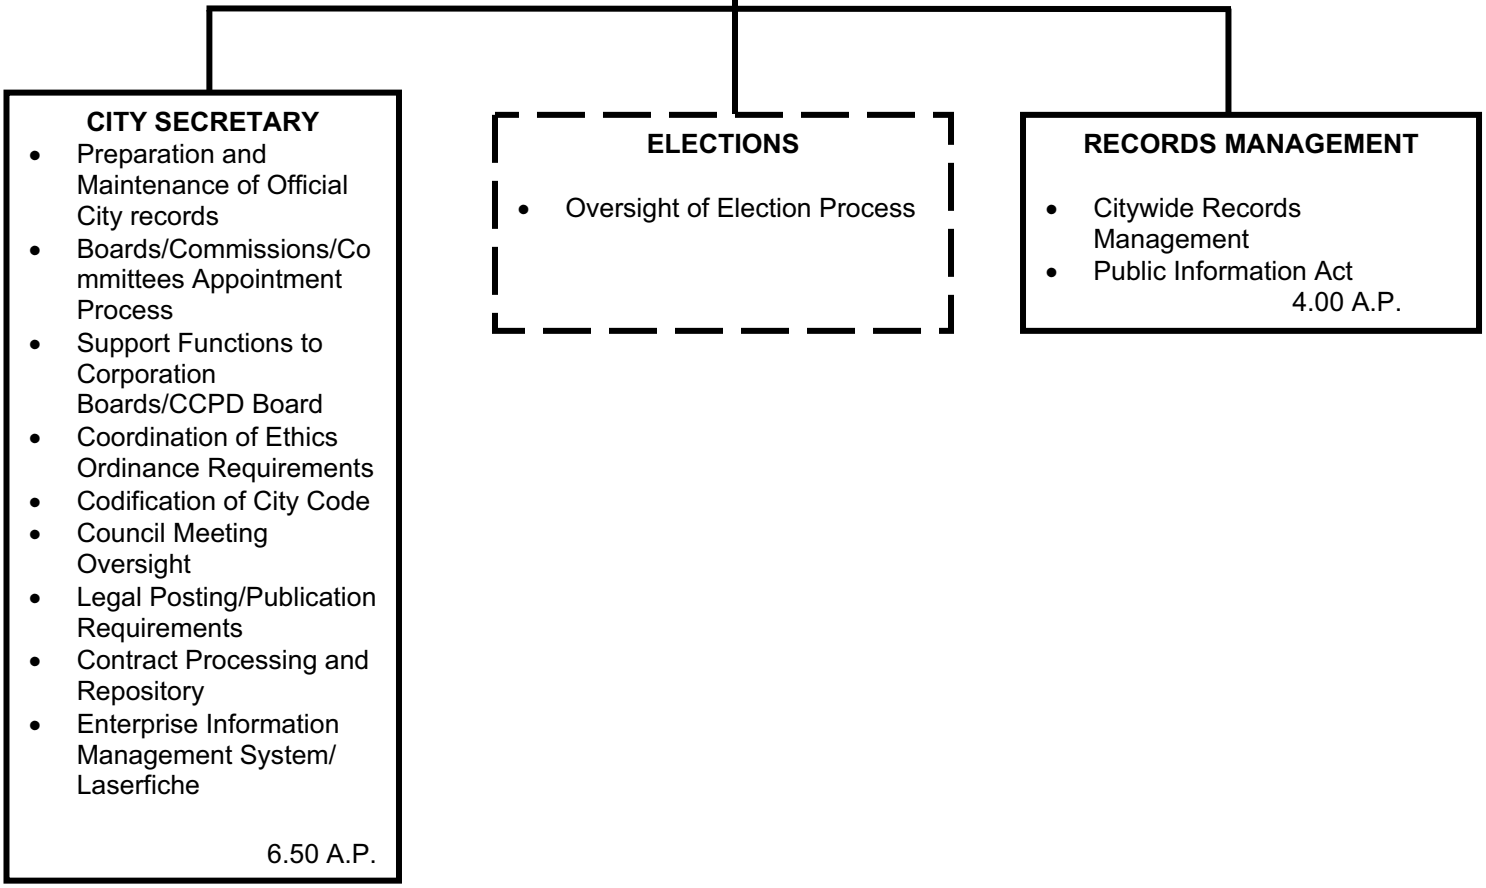 CITY SECRETARY
• Preparation and
Maintenance of Official
City records
• Boards/Commissions/Co
mmittees Appointment
Process
• Support Functions to
Corporation
Boards/CCPD Board
• Coordination of Ethics
Ordinance Requirements
• Codification of City Code
• Council Meeting
Oversight
• Legal Posting/Publication
Requirements
• Contract Processing and
Repository
• Enterprise Information
Management System/
Laserfiche
6.50 A.P.
ELECTIONS
• Oversight of Election Process
RECORDS MANAGEMENT
• Citywide Records
Management
• Public Information Act
4.00 A.P.